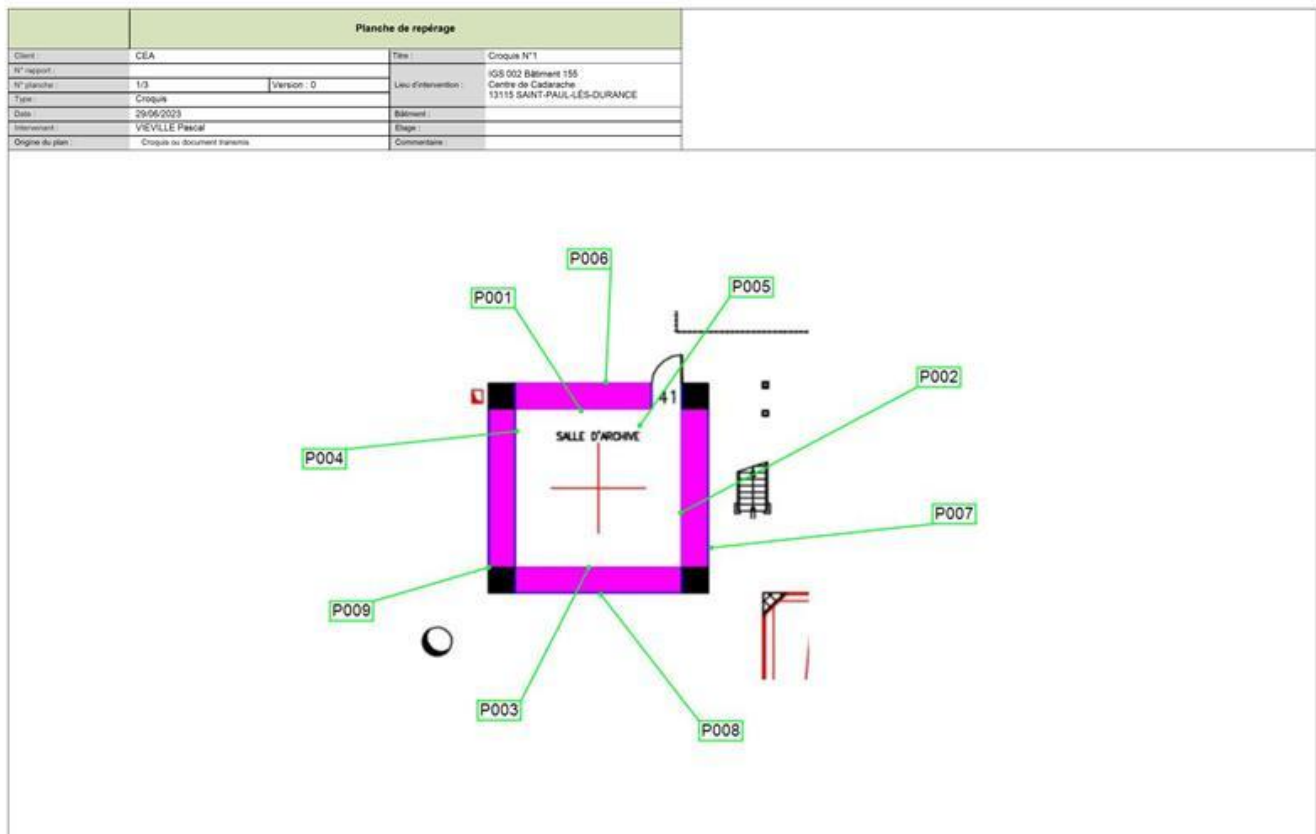 Planche de repérage
Client : CEA Titre : Croquis N°1
N° rapport :
N° planche : 1/3 Version : 0 Lieu d'intervention : IGS 002 Bâtiment 155
Centre de Cadarache
13115 SAINT-PAUL-LÈS-DURANCE
Type : Croquis
Date : 29/06/2023 Bâtiment :
Intervenant : VIEVILLE Pascal Etage :
Origine du plan : Croquis ou document transmis Commentaire :
P006
P005
P001
P002
41
SALLE D'ARCHIVE
P004
P007
P009
P003
P008